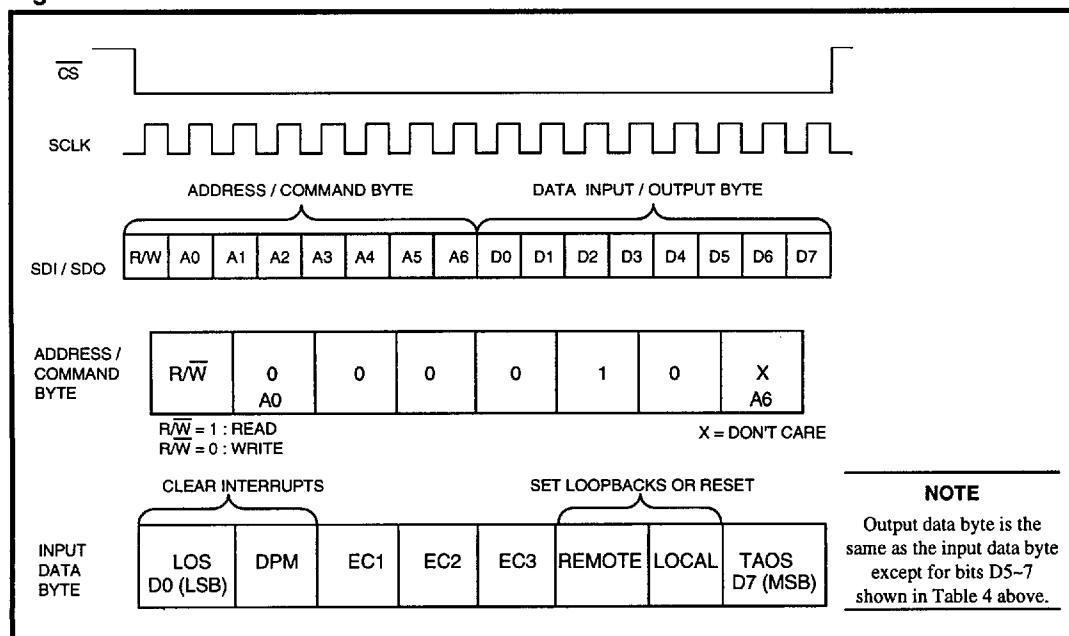 CS
SCLK
ADDRESS / COMMAND BYTE
DATA INPUT / OUTPUT BYTE
SDI / SDO
R/W A0 A1 A2 A3 A4 A5 A6 D0 D1 D2 D3 D4 D5 D6 D7
ADDRESS /
COMMAND
BYTE
R/W 0 0 0 0 1 0 X
A0 A6
R/W = 1 : READ
R/W = 0 : WRITE
X = DON'T CARE
CLEAR INTERRUPTS
SET LOOPBACKS OR RESET
INPUT
DATA
BYTE
LOS DPM EC1 EC2 EC3 REMOTE LOCAL TAOS
D0 (LSB) D7 (MSB)
NOTE
Output data byte is the
same as the input data byte
except for bits D5~7
shown in Table 4 above.